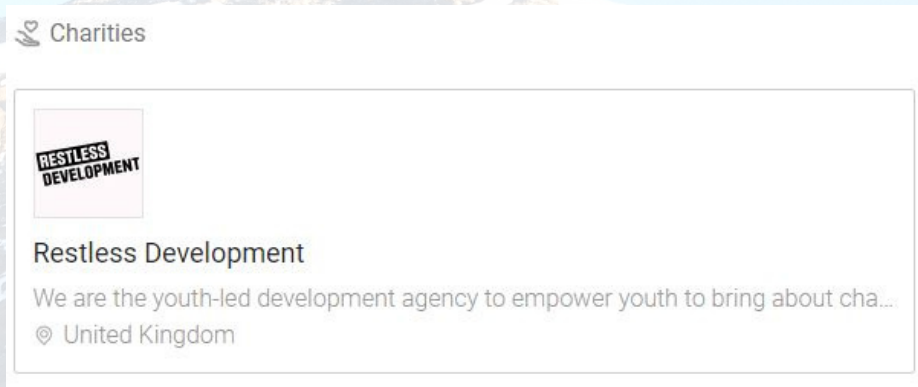 Charities
RESTLESS
DEVELOPMENT
Restless Development
We are the youth-led development agency to empower youth to bring about cha...
United Kingdom